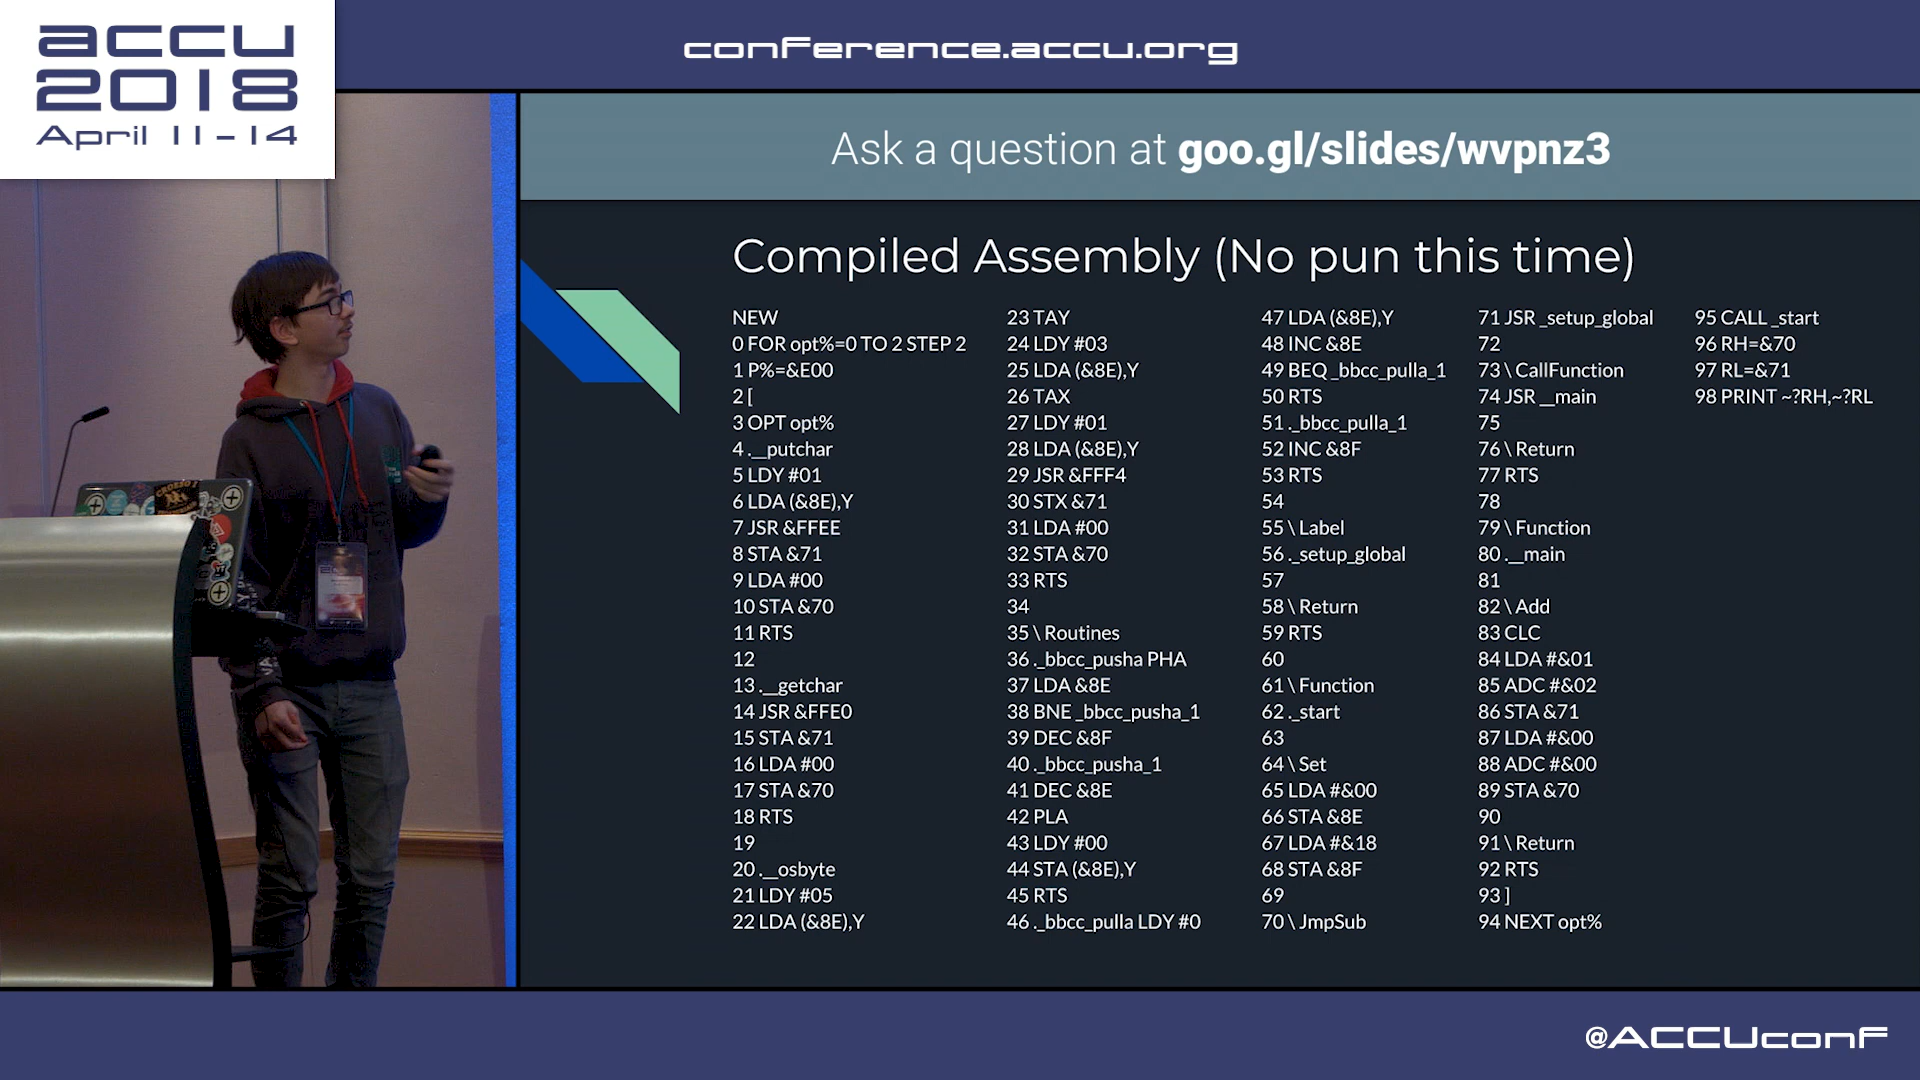 accu
2018
April 11-14
conference.accu.org
Ask a question at goo.gl/slides/wvpnz3
Compiled Assembly (No pun this time)
NEW
0 FOR opt%=0 TO 2 STEP 2
1 P%=&E00
2 [
3 OPT opt%
4 .__putchar
5 LDY #01
6 LDA (&8E),Y
7 JSR &FFEE
8 STA &71
9 LDA #00
10 STA &70
11 RTS
12
13 .__getchar
14 JSR &FFE0
15 STA &71
16 LDA #00
17 STA &70
18 RTS
19
20 .__osbyte
21 LDY #05
22 LDA (&8E),Y
23 TAY
24 LDY #03
25 LDA (&8E),Y
26 TAX
27 LDY #01
28 LDA (&8E),Y
29 JSR &FFF4
30 STX &71
31 LDA #00
32 STA &70
33 RTS
34
35 \ Routines
36 ._bbcc_pusha PHA
37 LDA &8E
38 BNE _bbcc_pusha_1
39 DEC &8F
40 ._bbcc_pusha_1
41 DEC &8E
42 PLA
43 LDY #00
44 STA (&8E),Y
45 RTS
46 ._bbcc_pulla LDY #0
47 LDA (&8E),Y
48 INC &8E
49 BEQ _bbcc_pulla_1
50 RTS
51 ._bbcc_pulla_1
52 INC &8F
53 RTS
54
55 \ Label
56 ._setup_global
57
58 \ Return
59 RTS
60
61 \ Function
62 ._start
63
64 \ Set
65 LDA #&00
66 STA &8E
67 LDA #&18
68 STA &8F
69
70 \ JmpSub
71 JSR _setup_global
72
73 \ CallFunction
74 JSR __main
75
76 \ Return
77 RTS
78
79 \ Function
80 .__main
81
82 \ Add
83 CLC
84 LDA #&01
85 ADC #&02
86 STA &71
87 LDA #&00
88 ADC #&00
89 STA &70
90
91 \ Return
92 RTS
93 ]
94 NEXT opt%
95 CALL _start
96 RH=&70
97 RL=&71
98 PRINT ~?RH,~?RL
@ACCUconf